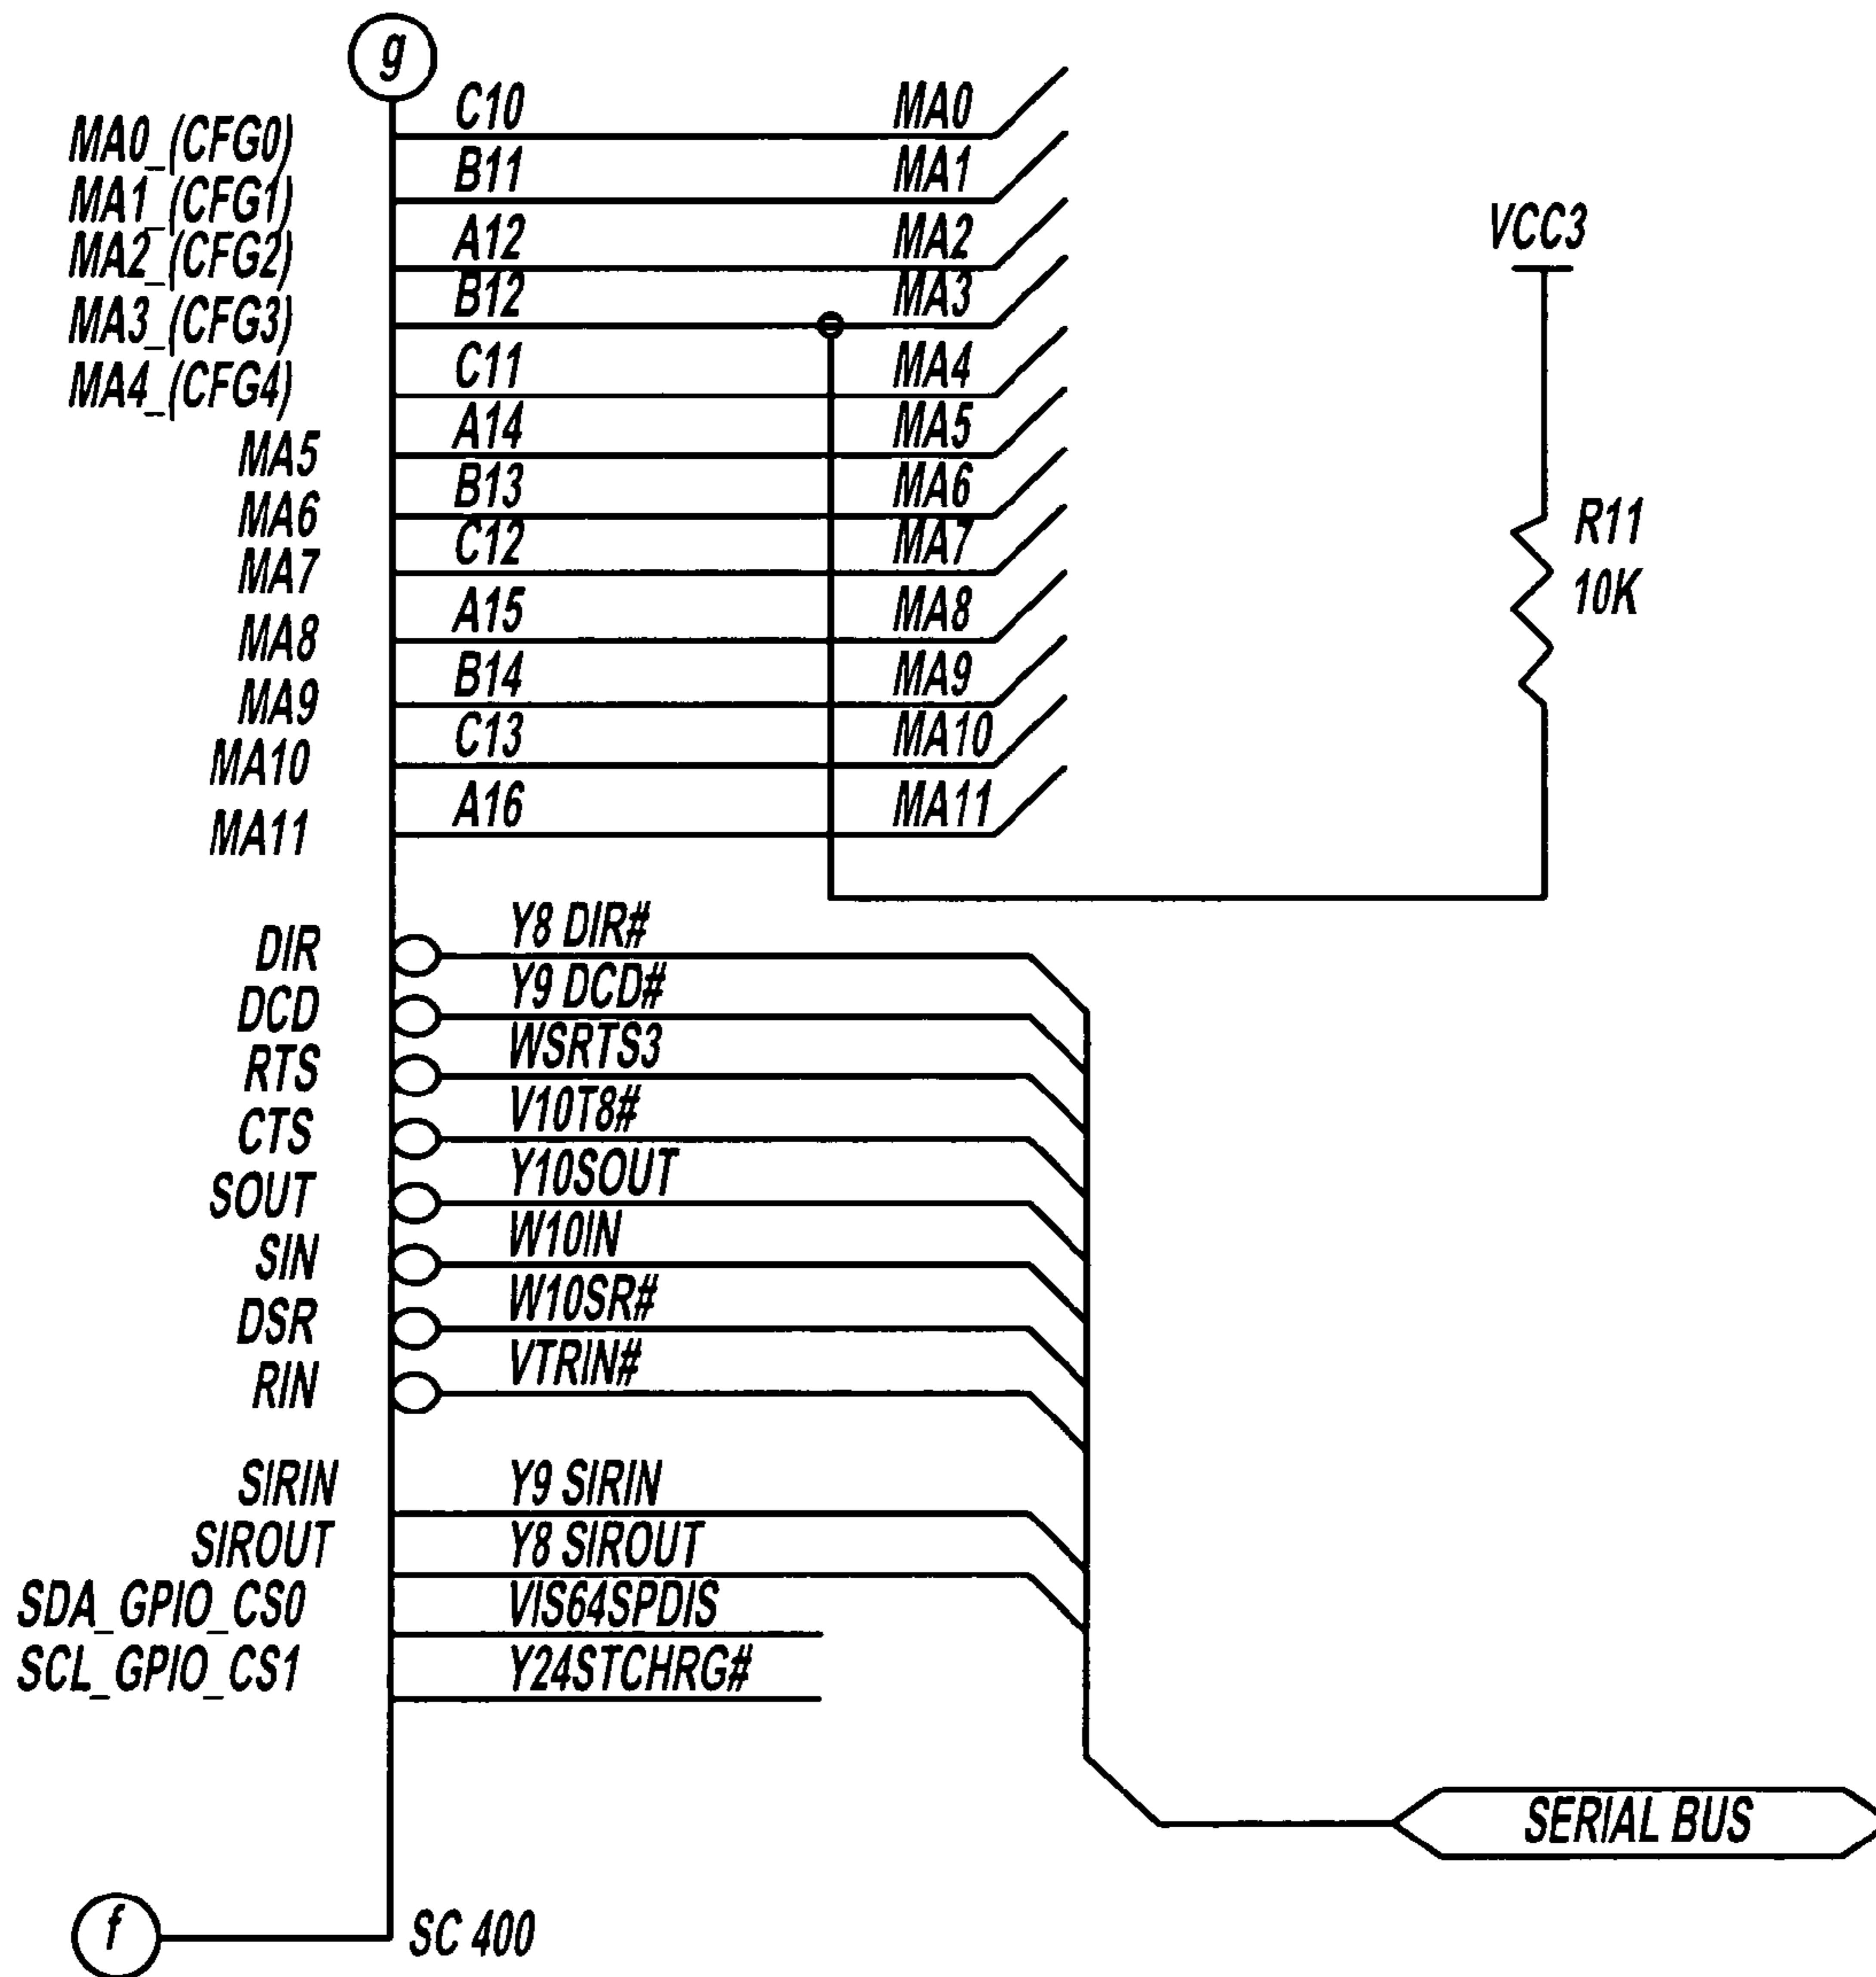 g
MA0_(CFG0) C10 MA0
MA1_(CFG1) B11 MA1
MA2_(CFG2) A12 MA2
VCC3
MA3_(CFG3) B12 MA3
MA4_(CFG4) C11 MA4
MA5 A14 MA5
MA6 B13 MA6
R11
MA7 C12 MA7
10K
MA8 A15 MA8
MA9 B14 MA9
MA10 C13 MA10
MA11 A16 MA11
DIR Y8 DIR#
DCD Y9 DCD#
RTS WSRTS3
CTS V10T8#
SOUT Y10SOUT
SIN W10IN
DSR W10SR#
RIN VTRIN#
SIRIN Y9 SIRIN
SIROUT Y8 SIROUT
SDA_GPIO_CS0 VIS64SPDIS
SCL_GPIO_CS1 Y24STCHRG#
SERIAL BUS
f SC 400